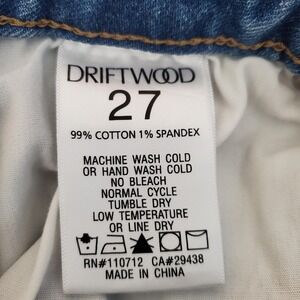 DRIFTWOOD
27
99% COTTON 1% SPANDEX
MACHINE WASH COLD
OR HAND WASH COLD
NO BLEACH
NORMAL CYCLE
TUMBLE DRY
LOW TEMPERATURE
OR LINE DRY
RN#110712 CA#29438
MADE IN CHINA